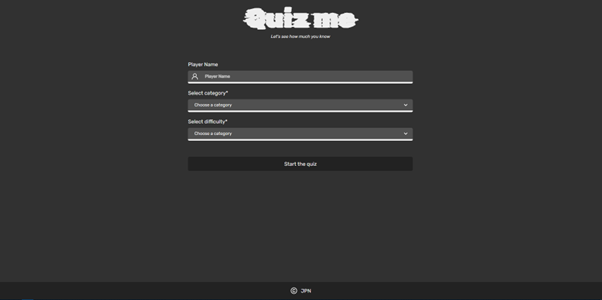 Quiz me
Let's see how much you know
Player Name
Player Name
Select category*
Choose a category
Select difficulty*
Choose a category
Start the quiz
© JPN